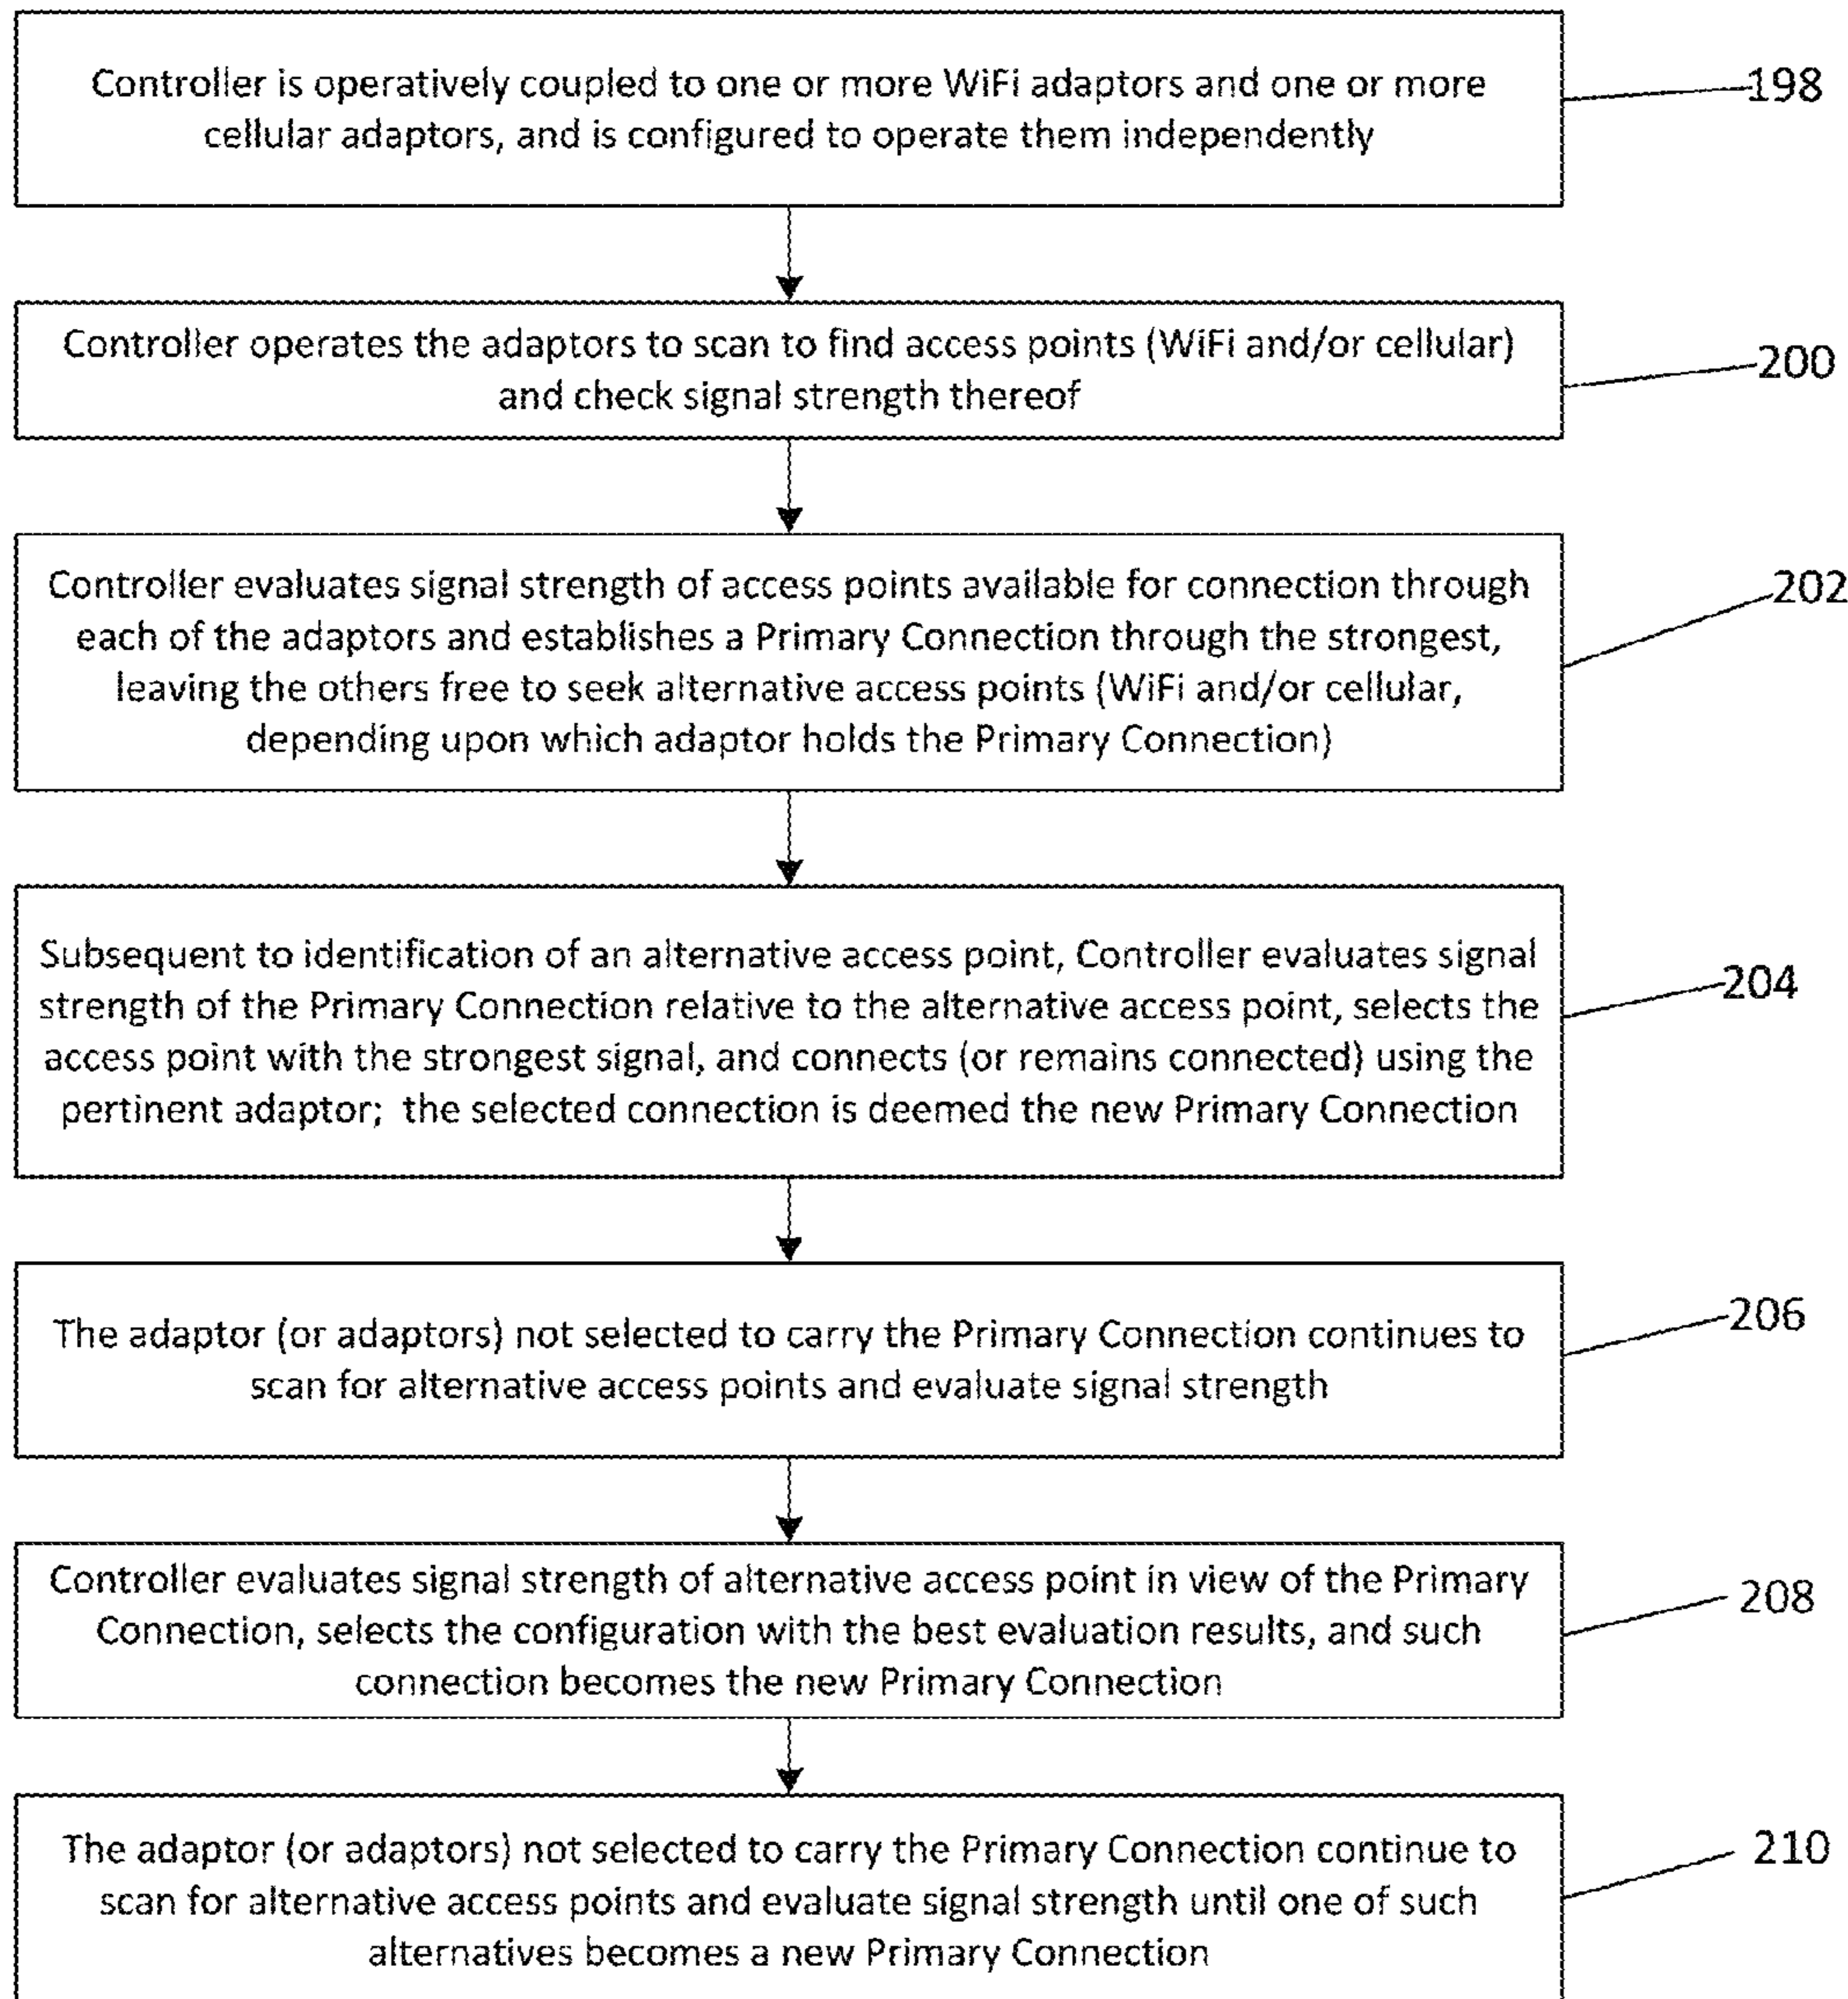 Controller is operatively coupled to one or more WiFi adaptors and one or more
cellular adaptors, and is configured to operate them independently
198
Controller operates the adaptors to scan to find access points (WiFi and/or cellular)
and check signal strength thereof
200
Controller evaluates signal strength of access points available for connection through
each of the adaptors and establishes a Primary Connection through the strongest,
leaving the others free to seek alternative access points (WiFi and/or cellular,
depending upon which adaptor holds the Primary Connection)
202
Subsequent to identification of an alternative access point, Controller evaluates signal
strength of the Primary Connection relative to the alternative access point, selects the
access point with the strongest signal, and connects (or remains connected) using the
pertinent adaptor; the selected connection is deemed the new Primary Connection
204
The adaptor (or adaptors) not selected to carry the Primary Connection continues to
scan for alternative access points and evaluate signal strength
206
Controller evaluates signal strength of alternative access point in view of the Primary
Connection, selects the configuration with the best evaluation results, and such
connection becomes the new Primary Connection
208
The adaptor (or adaptors) not selected to carry the Primary Connection continue to
scan for alternative access points and evaluate signal strength until one of such
alternatives becomes a new Primary Connection
210